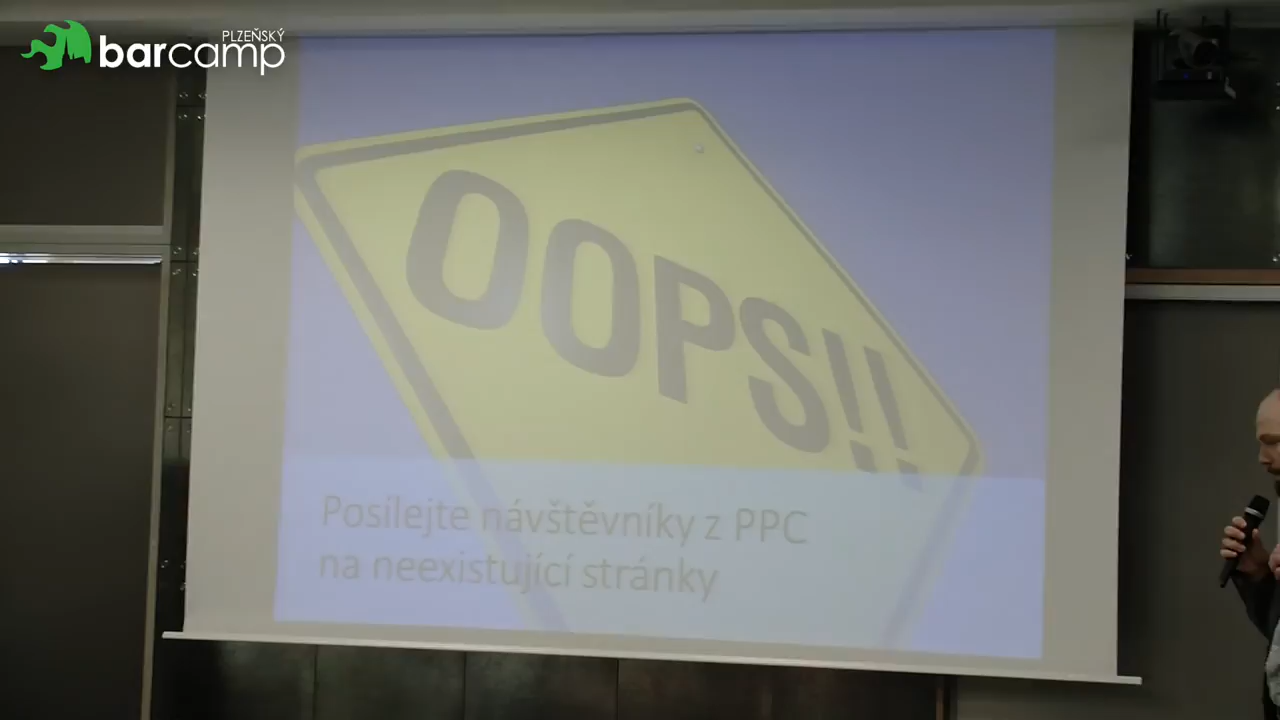 PLZEŇSKÝ
barcamp
OOPS!!
Posílejte návštěvníky z PPC
na neexistující stránky